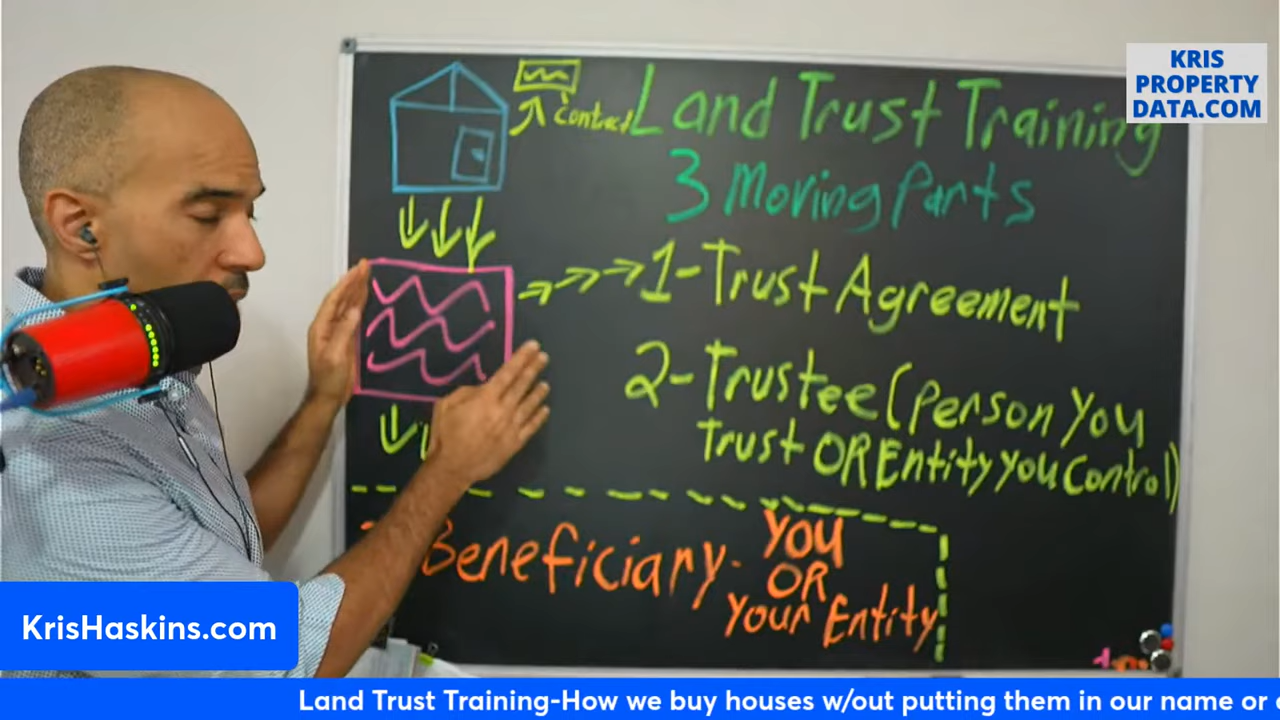 KRIS
PROPERTY
DATA.COM
Contract
Land Trust Training
3 Moving Parts
1-Trust Agreement
2-Trustee (Person You
Trust OR Entity You Control)
Beneficiary- YOU
OR
Your Entity
KrisHaskins.com
Land Trust Training-How we buy houses w/out putting them in our name or